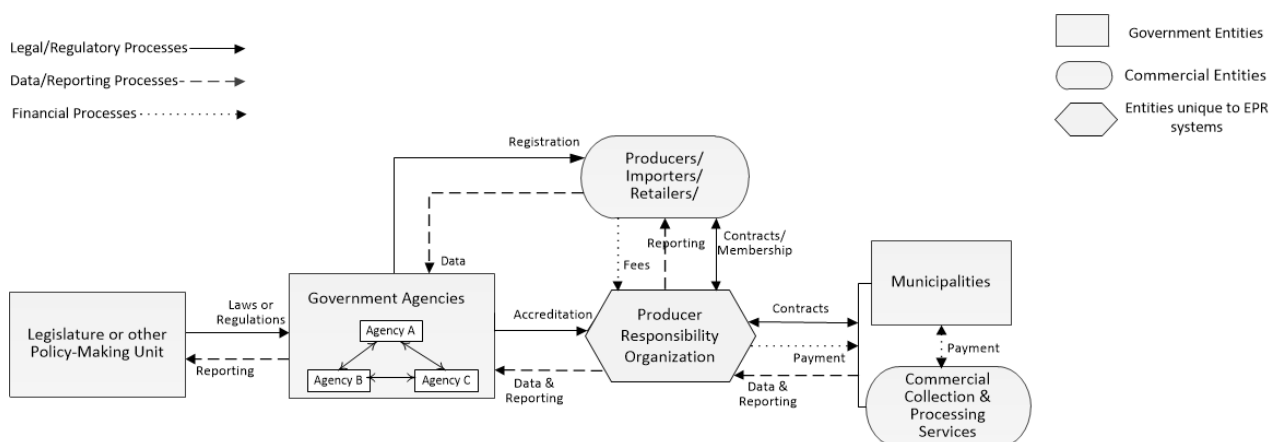 Legal/Regulatory Processes
Data/Reporting Processes
Financial Processes
Government Entities
Commercial Entities
Entities unique to EPR
systems
Registration
Producers/
Importers/
Retailers/
Data
Fees
Reporting
Contracts/
Membership
Legislature or other
Policy-Making Unit
Laws or
Regulations
Reporting
Government Agencies
Agency A
Agency B
Agency C
Accreditation
Data &
Reporting
Producer
Responsibility
Organization
Contracts
Payment
Data &
Reporting
Municipalities
Payment
Commercial
Collection &
Processing
Services